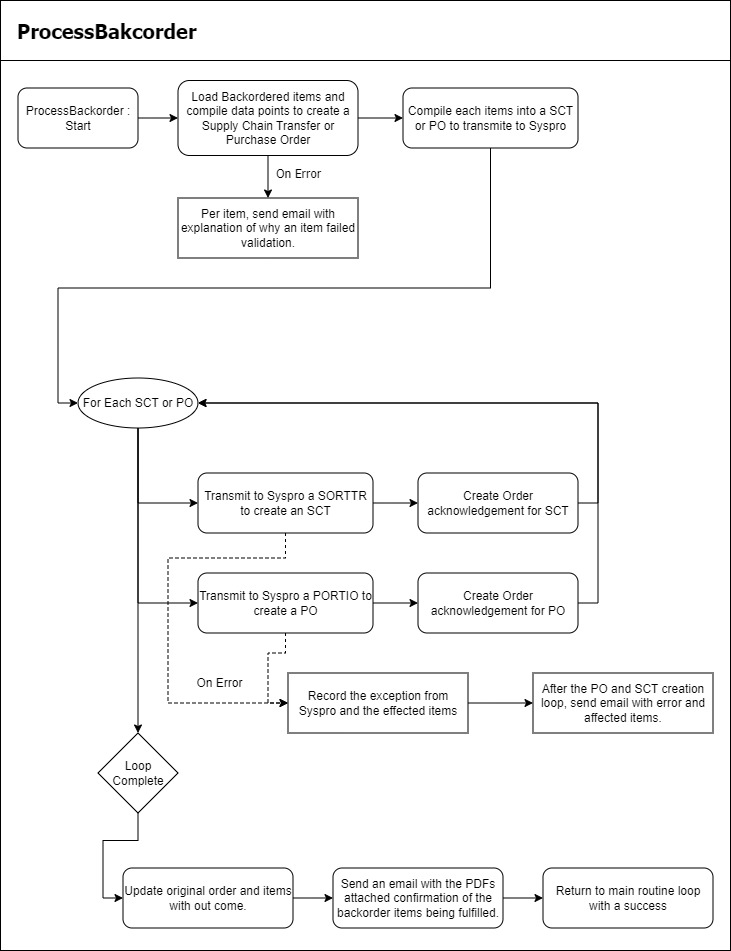 ProcessBakcorder
ProcessBackorder :
Start
Load Backordered items and
compile data points to create a
Supply Chain Transfer or
Purchase Order
Compile each items into a SCT
or PO to transmite to Syspro
On Error
Per item, send email with
explanation of why an item failed
validation.
For Each SCT or PO
Transmit to Syspro a SORTTR
to create an SCT
Create Order
acknowledgement for SCT
Transmit to Syspro a PORTIO to
create a PO
Create Order
acknowledgement for PO
On Error
Record the exception from
Syspro and the effected items
After the PO and SCT creation
loop, send email with error and
affected items.
Loop
Complete
Update original order and items
with out come.
Send an email with the PDFs
attached confirmation of the
backorder items being fulfilled.
Return to main routine loop
with a success